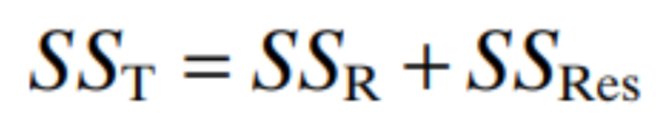 SS_T = SS_R + SS_Res